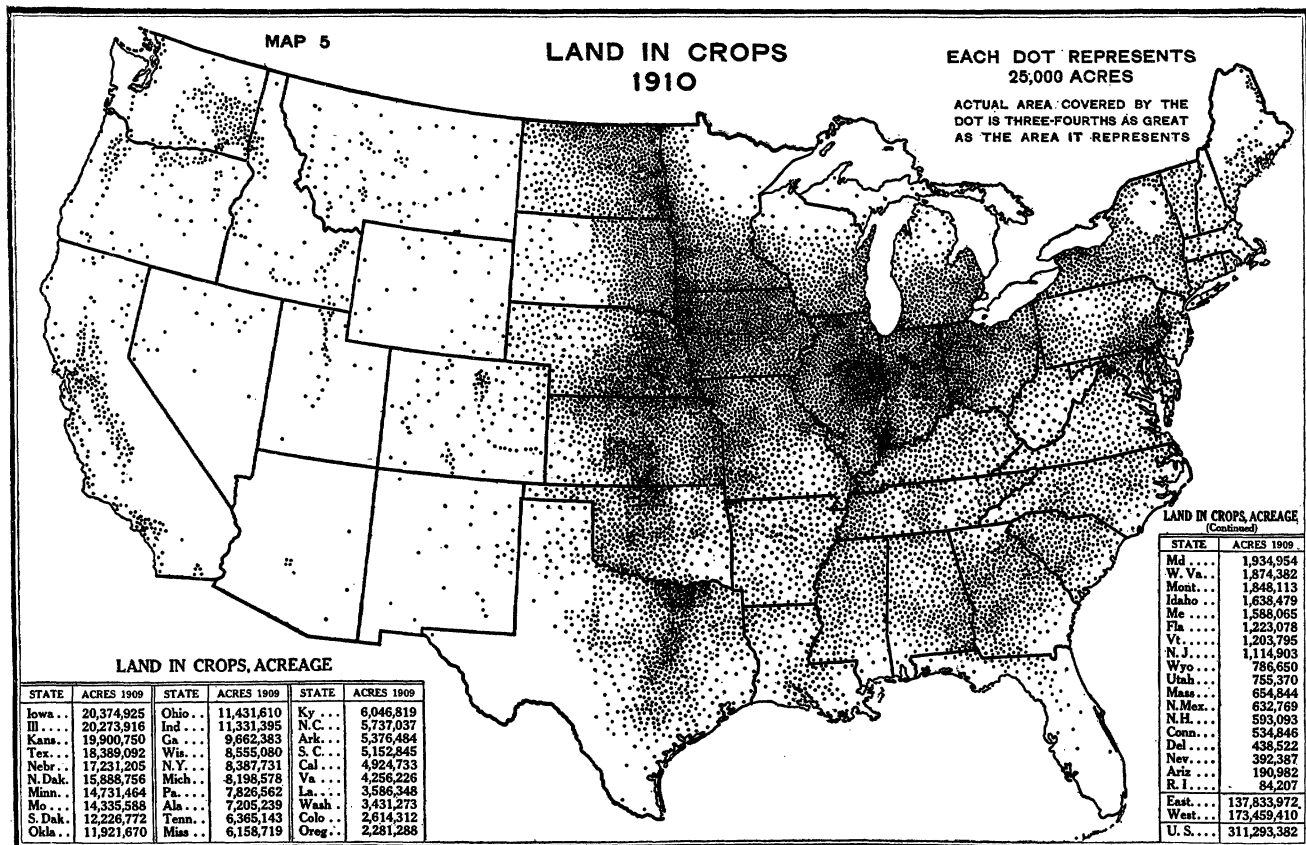 MAP 5
LAND IN CROPS
1910
EACH DOT REPRESENTS
25,000 ACRES
ACTUAL AREA COVERED BY THE
DOT IS THREE-FOURTHS AS GREAT
AS THE AREA IT REPRESENTS
LAND IN CROPS, ACREAGE
STATE ACRES 1909 STATE ACRES 1909 STATE ACRES 1909
Iowa.. 20,374,925 Ohio... 11,431,610 Ky.... 6,046,819
Ill.... 20,273,916 Ind... 11,331,395 N.C... 5,737,037
Kans.. 19,900,750 Ga.... 9,662,383 Ark... 5,376,484
Tex... 18,389,092 Wis... 8,555,080 S. C.. 5,152,845
Nebr.. 17,231,205 N.Y... 8,387,731 Cal... 4,924,733
N. Dak. 15,888,756 Mich.. 8,198,578 Va.... 4,256,226
Minn.. 14,731,464 Pa.... 7,826,562 La.... 3,586,348
Mo... 14,335,588 Ala... 7,205,239 Wash.. 3,431,273
S. Dak. 12,226,772 Tenn.. 6,365,143 Colo.. 2,614,312
Okla.. 11,921,670 Miss.. 6,158,719 Oreg.. 2,281,288
LAND IN CROPS, ACREAGE
(Continued)
STATE ACRES 1909
Md.... 1,934,954
W. Va.. 1,874,382
Mont... 1,848,113
Idaho... 1,638,479
Me.... 1,588,065
Fla.... 1,223,078
Vt.... 1,203,795
N. J.... 1,114,903
Wyo... 786,650
Utah... 755,370
Mass... 654,844
N.Mex.. 632,769
N.H.... 593,093
Conn... 534,846
Del.... 438,522
Nev.... 392,387
Ariz.... 190,982
R. I.... 84,207
East.... 137,833,972
West... 173,459,410
U. S.... 311,293,382